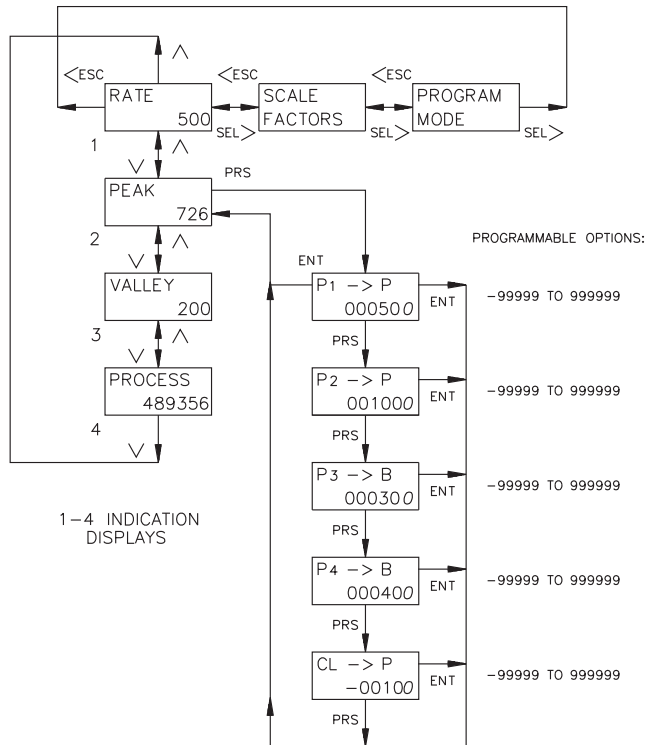 <ESC
<ESC
<ESC
RATE
500
SEL>
SCALE
FACTORS
SEL>
PROGRAM
MODE
SEL>
1
PRS
PEAK
726
2
PROGRAMMABLE OPTIONS:
ENT
VALLEY
200
P1 -> P
000500
ENT
-99999 TO 999999
3
PRS
PROCESS
489356
P2 -> P
001000
ENT
-99999 TO 999999
4
PRS
P3 -> B
000300
ENT
-99999 TO 999999
1-4 INDICATION
DISPLAYS
PRS
P4 -> B
000400
ENT
-99999 TO 999999
PRS
CL -> P
-00100
ENT
-99999 TO 999999
PRS